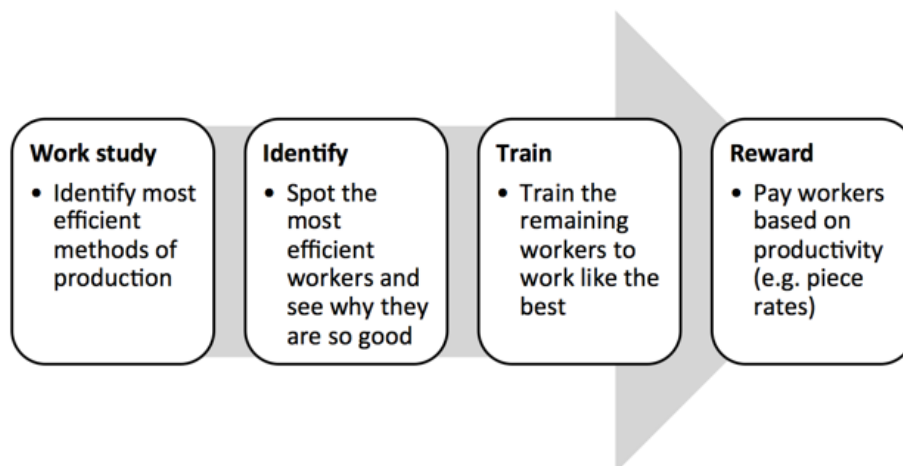 Work study
• Identify most
efficient
methods of
production
Identify
• Spot the
most
efficient
workers and
see why they
are so good
Train
• Train the
remaining
workers to
work like the
best
Reward
• Pay workers
based on
productivity
(e.g. piece
rates)